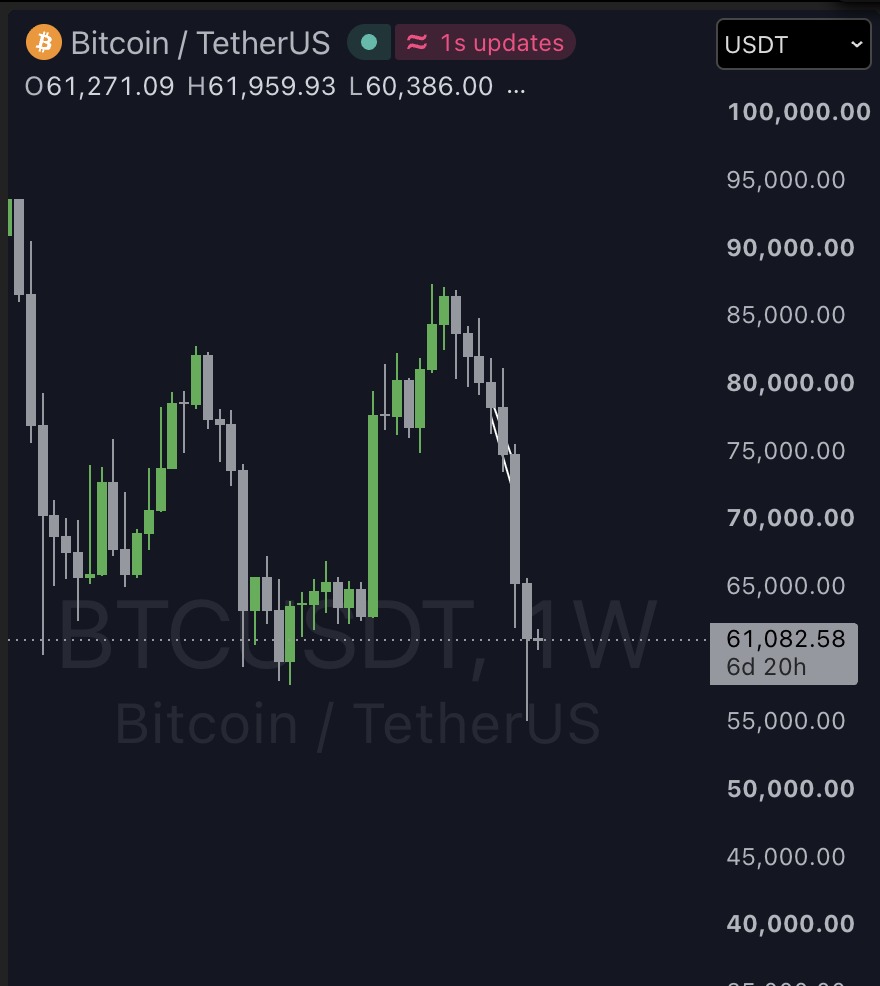 Bitcoin / TetherUS 1s updates
O61,271.09 H61,959.93 L60,386.00 ...
USDT
100,000.00
95,000.00
90,000.00
85,000.00
80,000.00
75,000.00
70,000.00
65,000.00
61,082.58
6d 20h
55,000.00
50,000.00
45,000.00
40,000.00
BTCUSDT, 1W
Bitcoin / TetherUS